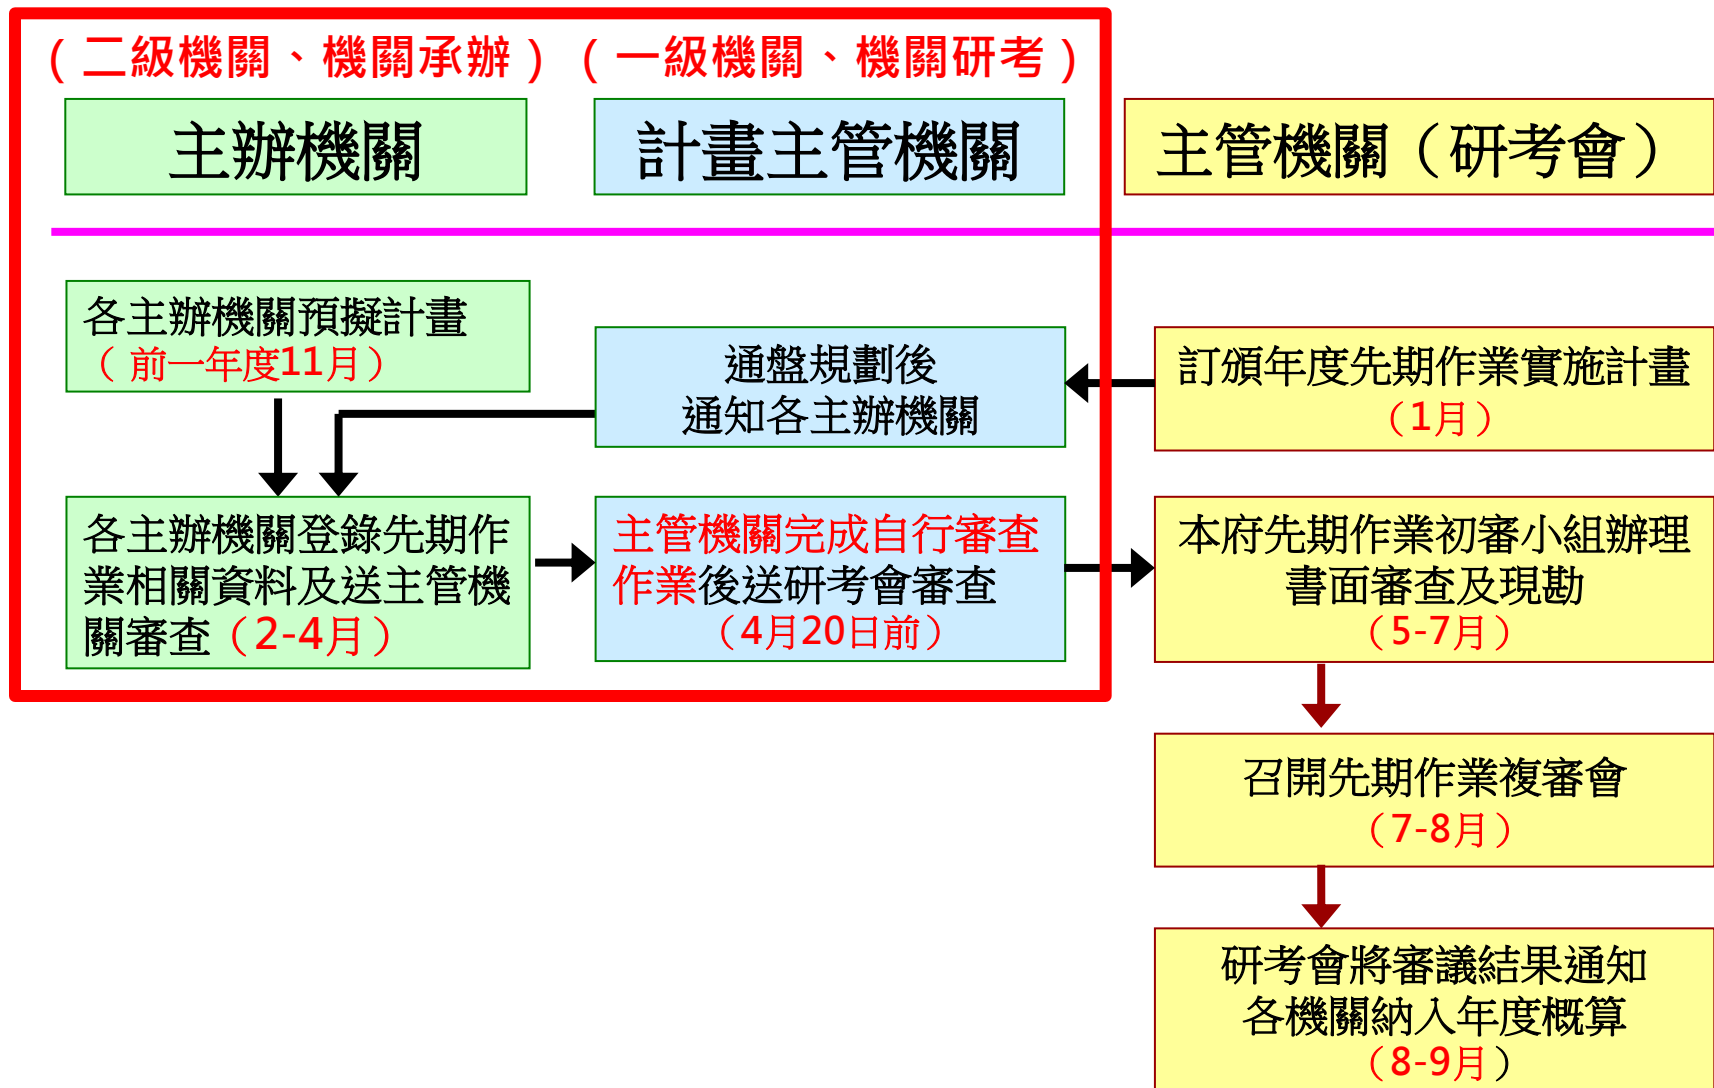 （二級機關、機關承辦）
（一級機關、機關研考）
主辦機關
計畫主管機關
主管機關（研考會）
各主辦機關預擬計畫
（ 前一年度11月）
通盤規劃後
通知各主辦機關
訂頒年度先期作業實施計畫
（1月）
各主辦機關登錄先期作
業相關資料及送主管機
關審查（2-4月）
主管機關完成自行審查
作業後送研考會審查
（4月20日前）
本府先期作業初審小組辦理
書面審查及現勘
（5-7月）
召開先期作業複審會
（7-8月）
研考會將審議結果通知
各機關納入年度概算
（8-9月）